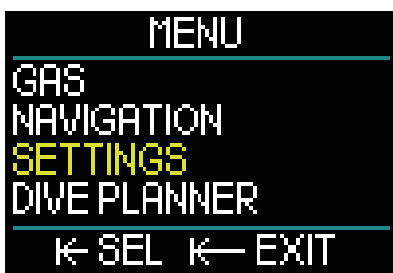 MENU
GAS
NAVIGATION
SETTINGS
DIVE PLANNER
SEL EXIT